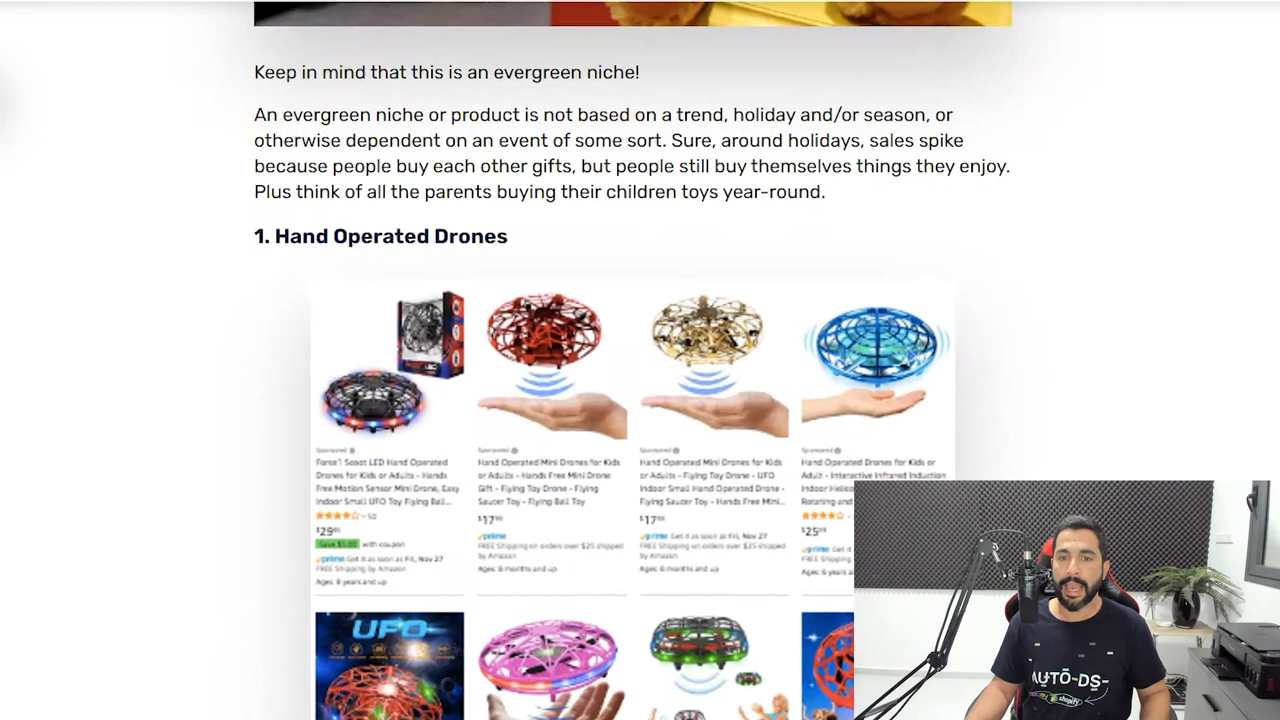 Keep in mind that this is an evergreen niche!
An evergreen niche or product is not based on a trend, holiday and/or season, or
otherwise dependent on an event of some sort. Sure, around holidays, sales spike
because people buy each other gifts, but people still buy themselves things they enjoy.
Plus think of all the parents buying their children toys year-round.
1. Hand Operated Drones
Sponsored
Force1 Scoot LED Hand Operated
Drones for Kids or Adults - Hands
Free Motion Sensor Mini Drone, Easy
Indoor Small UFO Toy Flying Ball...
$29
Save $5.00 with coupon
prime Get it as soon as Fri, Nov 27
FREE Shipping by Amazon
Ages: 8 years and up
Sponsored
Hand Operated Mini Drones for Kids
or Adults - Hands Free Mini Drone
Gift - Flying Toy Drone - Flying
Saucer Toy - Flying Ball Toy
$17
prime
FREE Shipping on orders over $25 shipped
by Amazon
Ages: 8 months and up
Sponsored
Hand Operated Mini Drones for Kids
or Adults - Flying Toy Drone - UFO
Indoor Small Hand Operated Drone -
Flying Saucer Toy - Hands Free Mini...
$17
prime Get it as soon as Fri, Nov 27
FREE Shipping on orders over $25 shipped
by Amazon
Ages: 8 months and up
Sponsored
Hand Operated Drones for Kids or
Adult - Interactive Infrared Induction
Indoor
Rotating and
$25
prime Get it
Ages: 6 years
UFO
AUTO-DS-
shopify